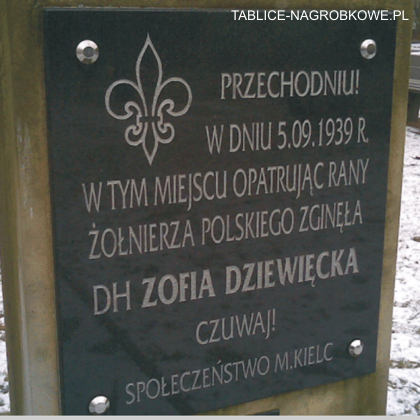 TABLICE-NAGROBKOWE.PL
PRZECHODNIU!
W DNIU 5.09.1939 R.
W TYM MIEJSCU OPATRUJĄC RANY
ŻOŁNIERZA POLSKIEGO ZGINĘŁA
DH ZOFIA DZIEWIĘCKA
CZUWAJ!
SPOŁECZEŃSTWO M.KIELC